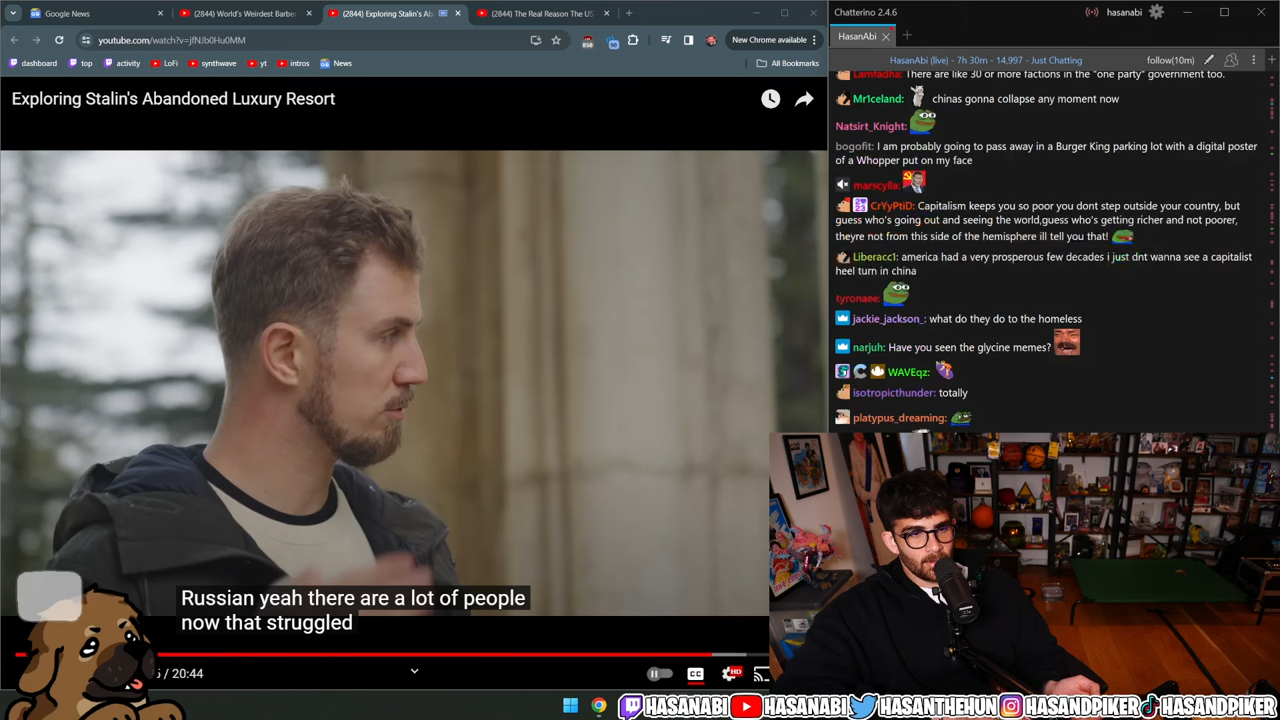 Google News
(2844) World's Weirdest Barber
(2844) Exploring Stalin's Aba
(2844) The Real Reason The US
youtube.com/watch?v=jfNJb0Hu0MM
850
10
New Chrome available
dashboard
top
activity
LoFi
synthwave
yt
intros
News
All Bookmarks
Exploring Stalin's Abandoned Luxury Resort
Russian yeah there are a lot of people
now that struggled
/ 20:44
CC
HD
Chatterino 2.4.6
hasanabi
HasanAbi
HasanAbi (live) - 7h 30m - 14,997 - Just Chatting
follow(10m)
Lamfadha: There are like 30 or more factions in the "one party" government too.
Mr1celand: chinas gonna collapse any moment now
Natsirt_Knight:
bogofit: I am probably going to pass away in a Burger King parking lot with a digital poster
of a Whopper put on my face
marscylla:
CrYyPtiD: Capitalism keeps you so poor you dont step outside your country, but
guess who's going out and seeing the world,guess who's getting richer and not poorer,
theyre not from this side of the hemisphere ill tell you that!
Liberacc1: america had a very prosperous few decades i just dnt wanna see a capitalist
heel turn in china
tyronaee:
jackie_jackson_: what do they do to the homeless
narjuh: Have you seen the glycine memes?
WAVEqz:
isotropicthunder: totally
platypus_dreaming:
HASANABI
HASANABI
HASANTHEHUN
HASANDPIKER
HASANDPIKER